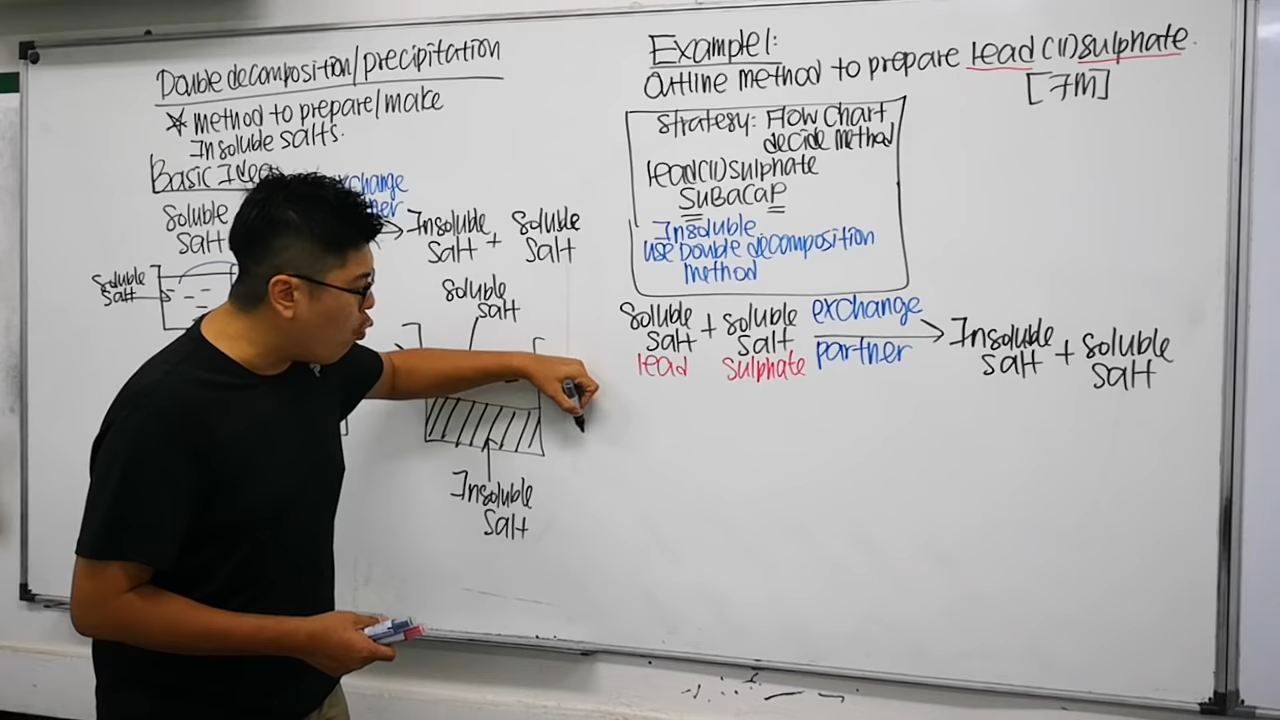 Double decomposition/precipitation
* method to prepare/make
Insoluble salts.
Basic Idea
exchange
Soluble
salt
Insoluble
salt
+
Soluble
salt
Soluble
salt
Soluble
salt
Insoluble
salt
Example 1:
Outline method to prepare lead (II) sulphate.
[7M]
Strategy: Flow chart
decide method
lead(II) sulphate
SuBaCaP
Insoluble
use Double decomposition
method
Soluble
salt
lead
+
Soluble
salt
sulphate
exchange
partner
Insoluble
salt
+
Soluble
salt